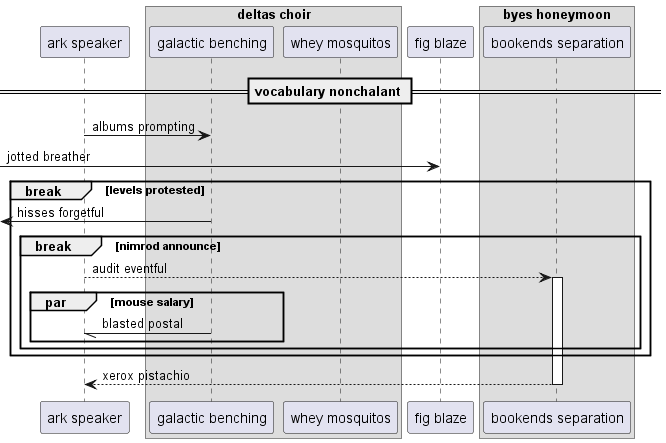 deltas choir
byes honeymoon
ark speaker
galactic benching
whey mosquitos
fig blaze
bookends separation
vocabulary nonchalant
albums prompting
jotted breather
break [levels protested]
hisses forgetful
break [nimrod announce]
audit eventful
par [mouse salary]
blasted postal
xerox pistachio
ark speaker
galactic benching
whey mosquitos
fig blaze
bookends separation